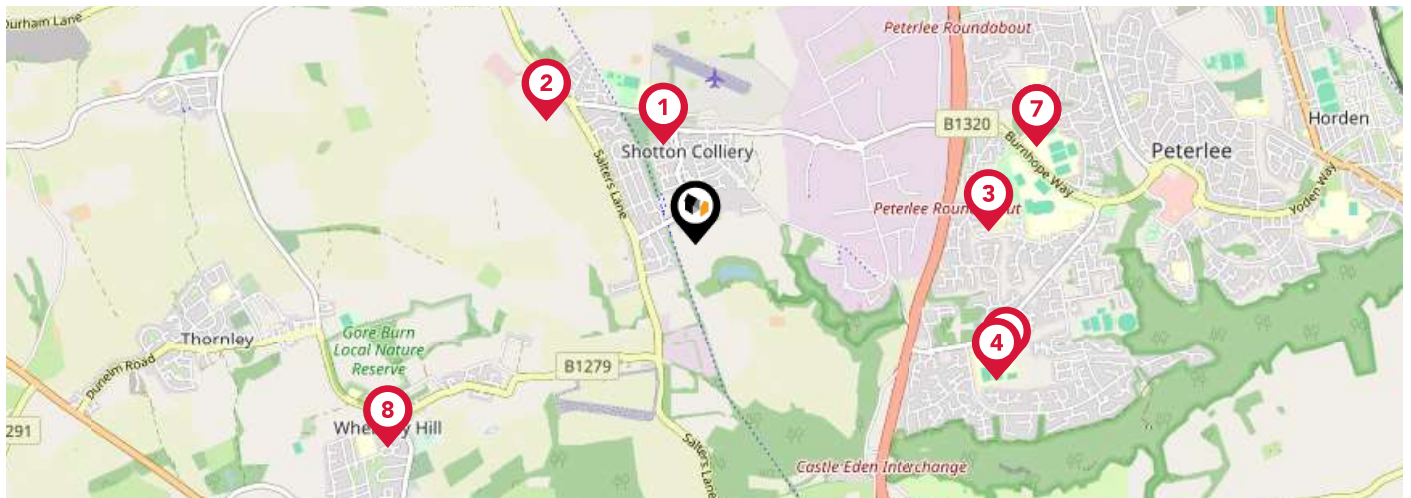 Durham Lane
Peterlee Roundabout
2
1
7
Horden
B1320
Shotton Colliery
Burnhope Way
Peterlee
Salters Lane
3
Peterlee
Yoden Way
Thornley
Gore Burn
Local Nature
Reserve
4
Dunelm Road
B1279
8
291
Hill
Salters Lane
Castle Eden Interchange